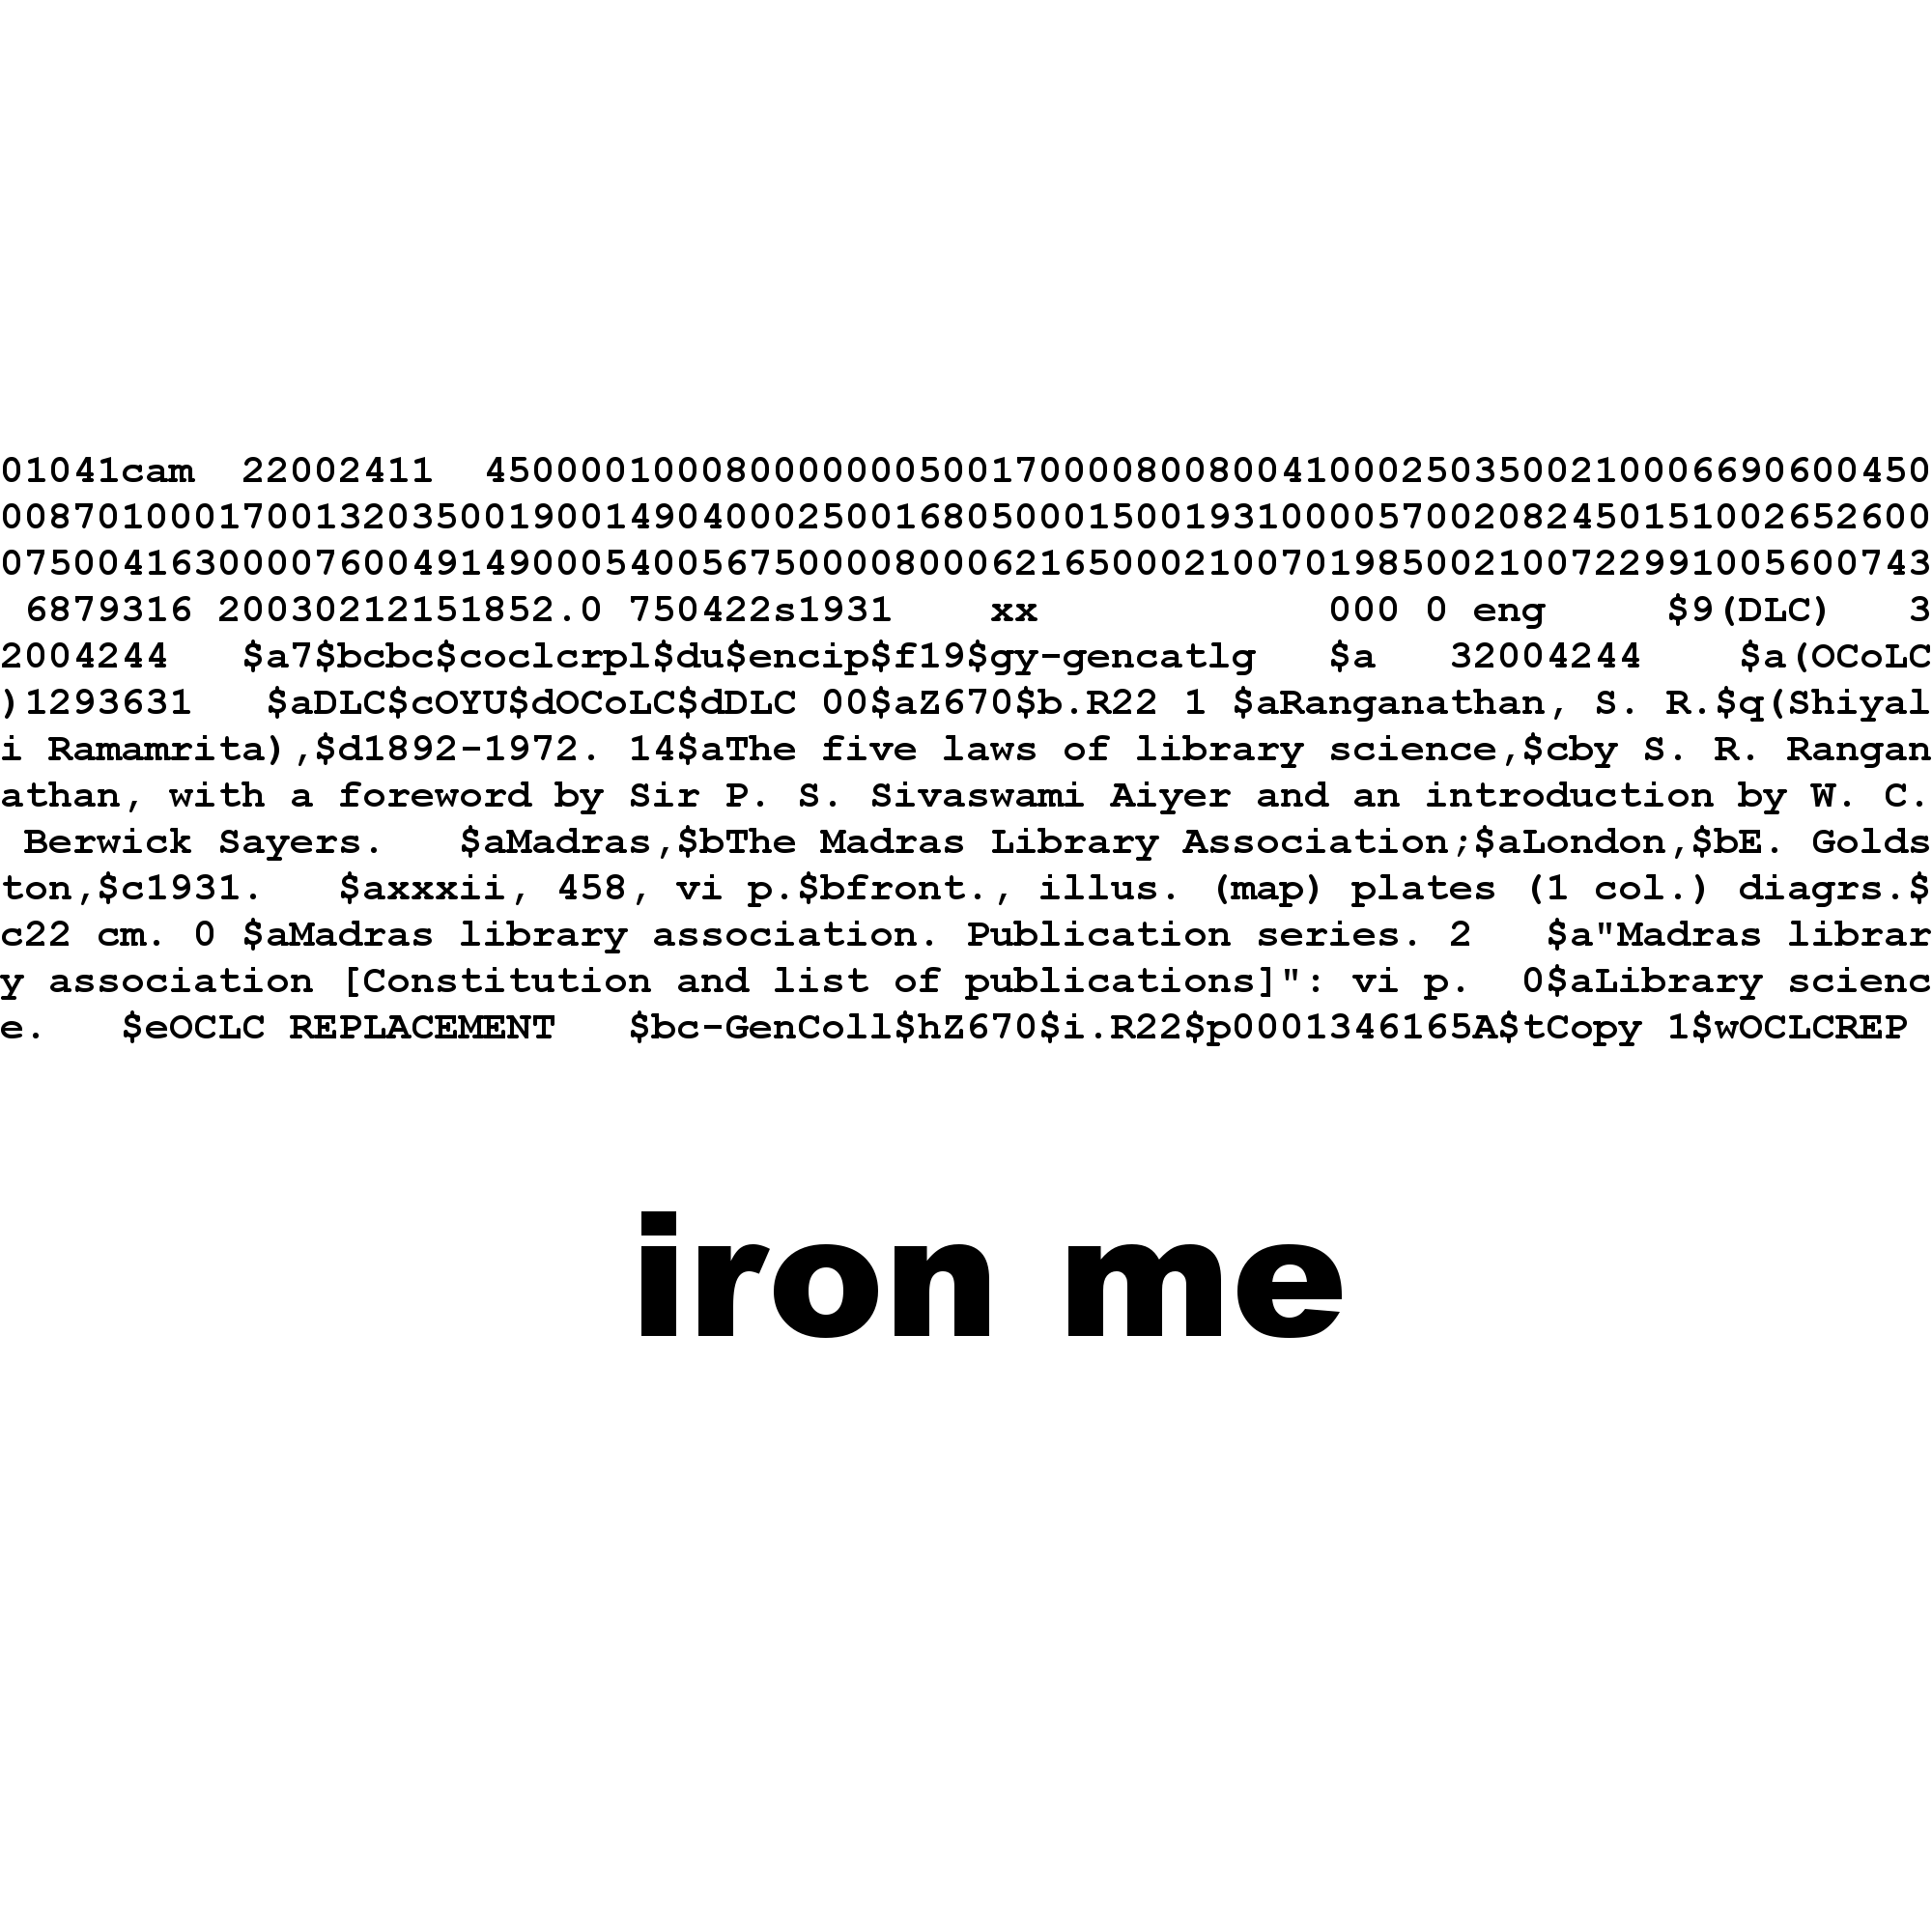 01041cam  22002411  4500001000800000005001700008008004100025035002100066906004500
00870100017001320350019001490400025001680500015001931000057002082450151002652600
07500416300007600491490005400567500008000621650002100701985002100722991005600743
 6879316 20030212151852.0 750422s1931    xx            000 0 eng     $9(DLC)   3
2004244   $a7$bcbc$coclcrpl$du$encip$f19$gy-gencatlg   $a   32004244    $a(OCoLC
)1293631   $aDLC$cOYU$dOCoLC$dDLC 00$aZ670$b.R22 1 $aRanganathan, S. R.$q(Shiyal
i Ramamrita),$d1892-1972. 14$aThe five laws of library science,$cby S. R. Rangan
athan, with a foreword by Sir P. S. Sivaswami Aiyer and an introduction by W. C.
 Berwick Sayers.   $aMadras,$bThe Madras Library Association;$aLondon,$bE. Golds
ton,$c1931.   $axxxii, 458, vi p.$bfront., illus. (map) plates (1 col.) diagrs.$
c22 cm. 0 $aMadras library association. Publication series. 2   $a"Madras librar
y association [Constitution and list of publications]": vi p.  0$aLibrary scienc
e.   $eOCLC REPLACEMENT   $bc-GenColl$hZ670$i.R22$p0001346165A$tCopy 1$wOCLCREP
iron me